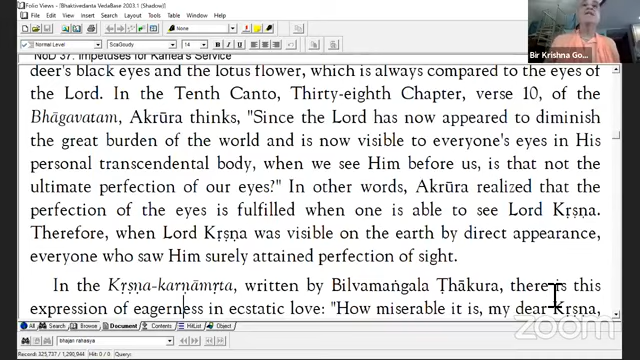 Folio Views - [Bhaktivedanta VedaBase 2003.1 (Shadow)]
File Edit View Search Layout Tools Window Help
<None>
Bir Krishna Go...
Normal Level
ScaGoudy
14
NoD 37: Impetuses for Kṛṣṇa's Service
deer's black eyes and the lotus flower, which is always compared to the eyes of
the Lord. In the Tenth Canto, Thirty-eighth Chapter, verse 10, of the
Bhāgavatam, Akrūra thinks, "Since the Lord has now appeared to diminish
the great burden of the world and is now visible to everyone's eyes in His
personal transcendental body, when we see Him before us, is that not the
ultimate perfection of our eyes?" In other words, Akrūra realized that the
perfection of the eyes is fulfilled when one is able to see Lord Kṛṣṇa.
Therefore, when Lord Kṛṣṇa was visible on the earth by direct appearance,
everyone who saw Him surely attained perfection of sight.
In the Kṛṣṇa-karṇāmṛta, written by Bilvamaṅgala Ṭhākura, there is this
expression of eagerness in ecstatic love: "How miserable it is, my dear Kṛṣṇa,
All Search Browse Document Contents Hit List Object
bhajan rahasya
Records: 325,737 / 1,290,944 Hit: 0 / 0 Query:
zoom